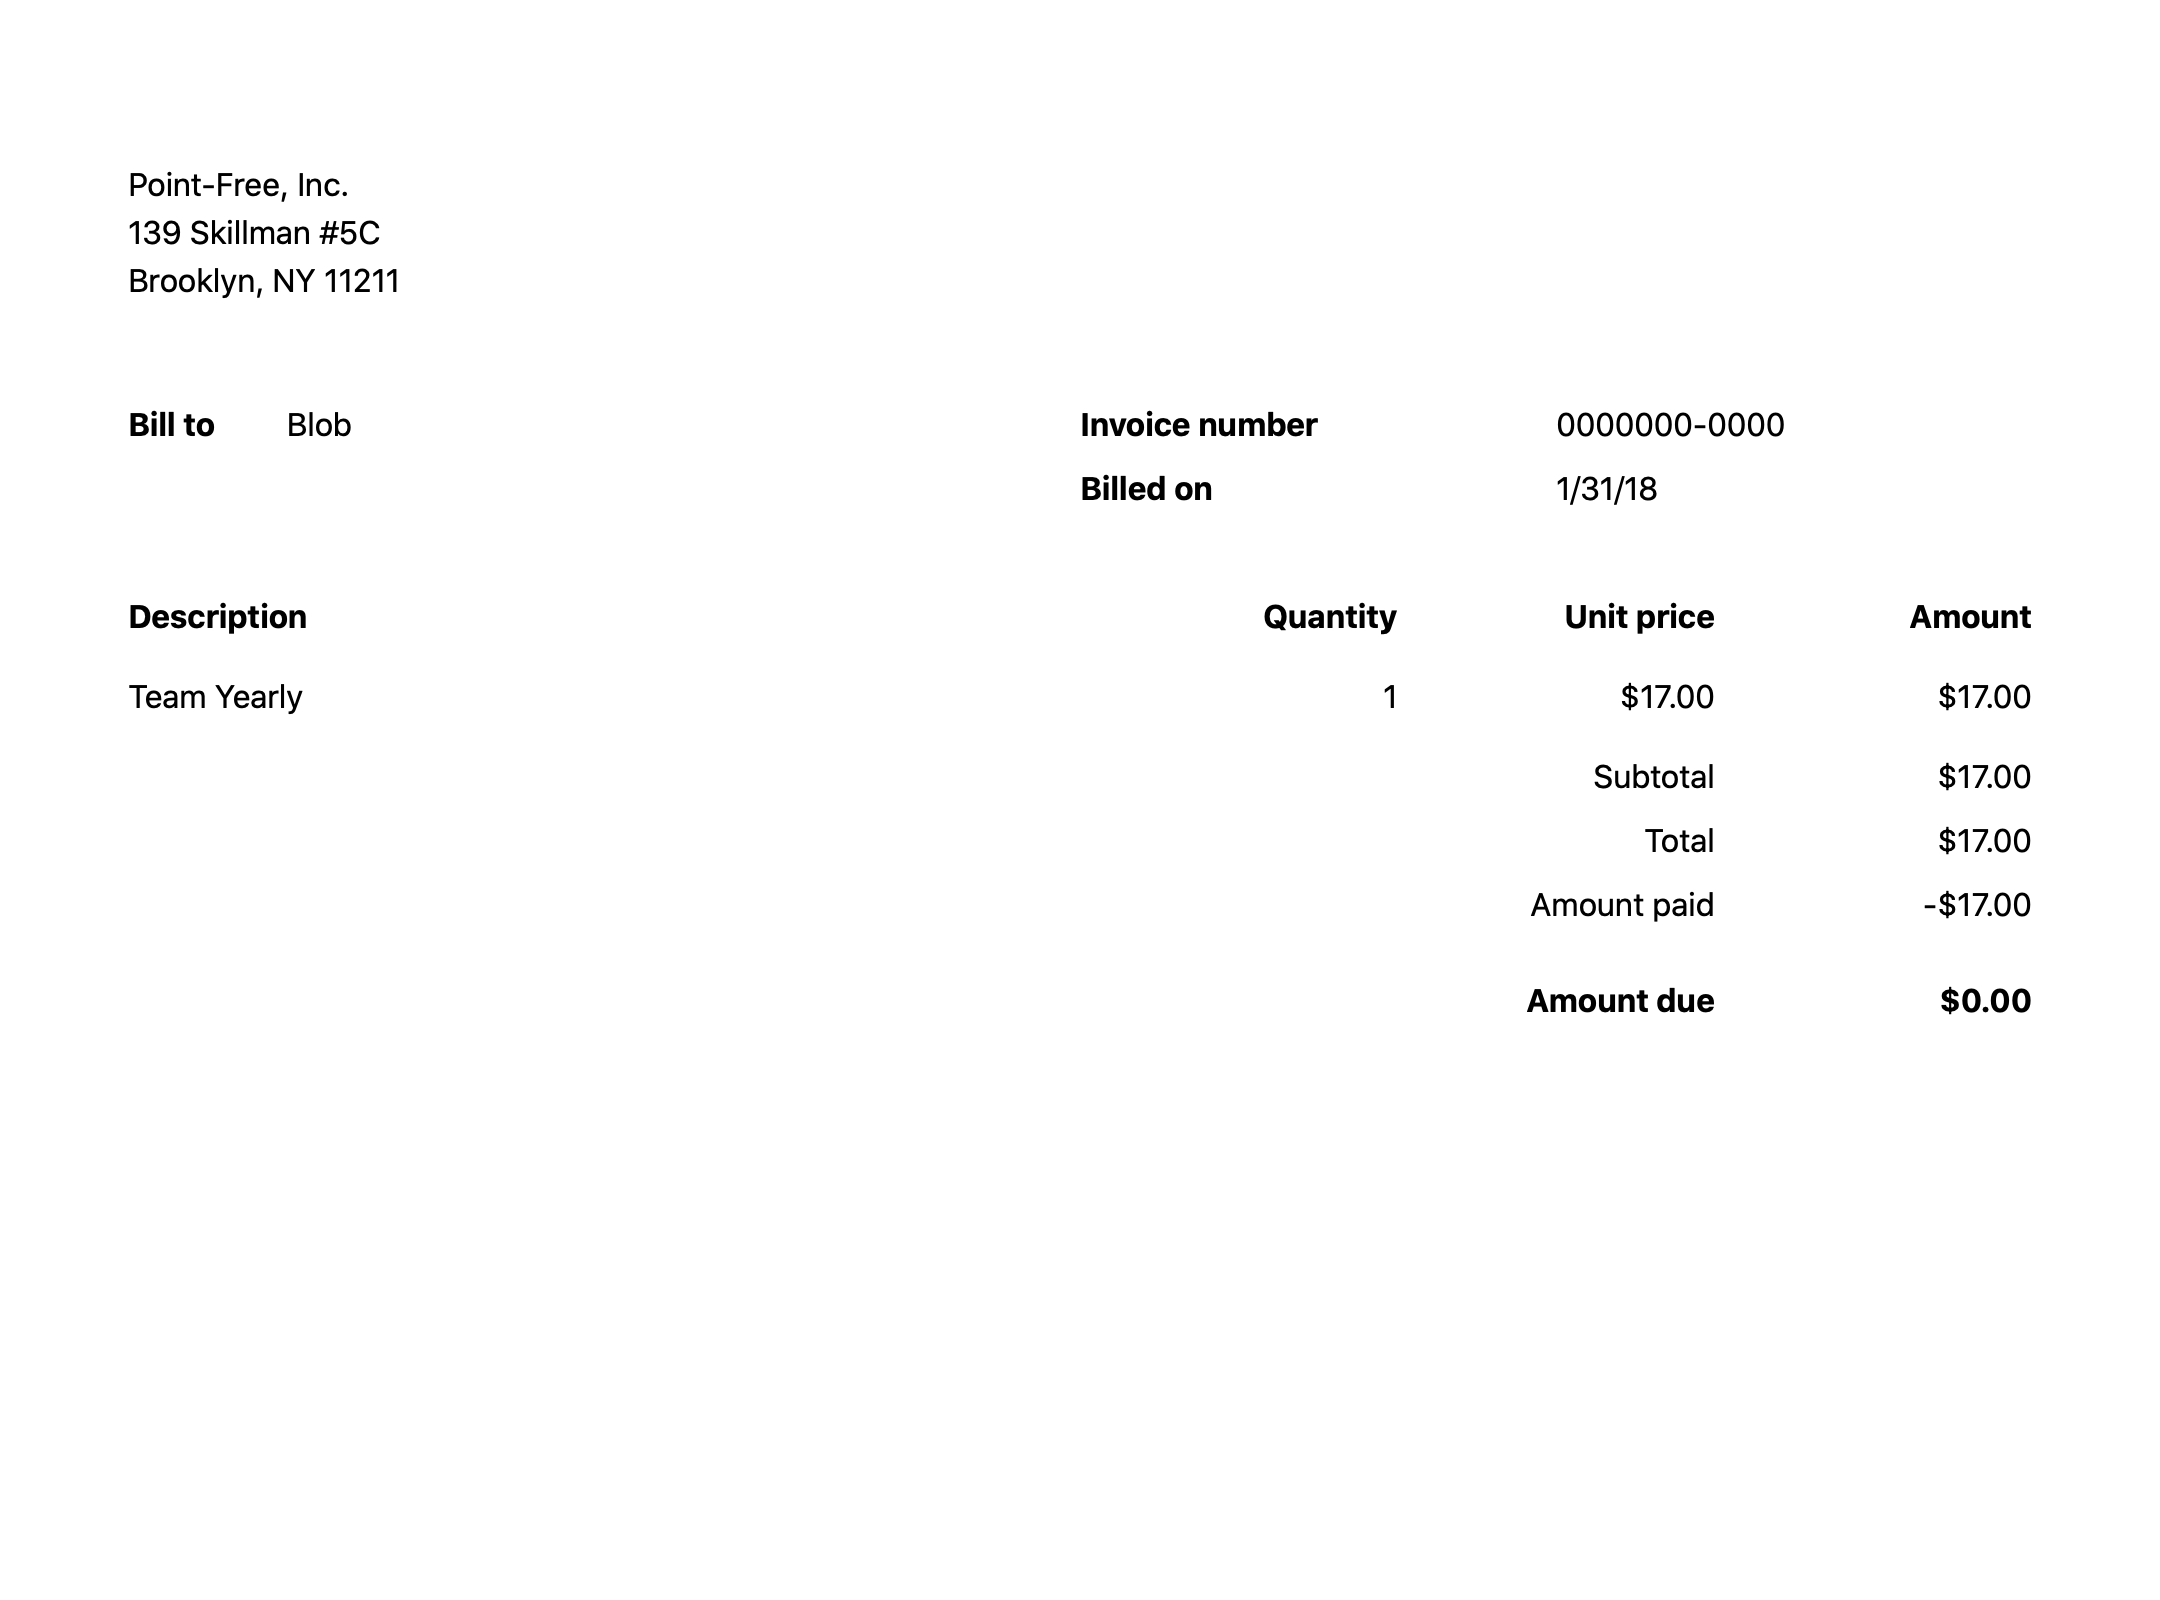 Point-Free, Inc.
139 Skillman #5C
Brooklyn, NY 11211
Bill to Blob
Invoice number 0000000-0000
Billed on 1/31/18
Description Quantity Unit price Amount
Team Yearly 1 $17.00 $17.00
Subtotal $17.00
Total $17.00
Amount paid -$17.00
Amount due $0.00